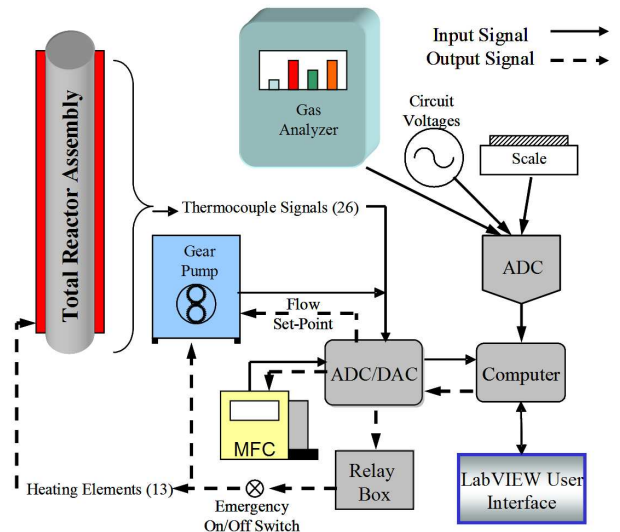 Input Signal
Output Signal
Total Reactor Assembly
Gas
Analyzer
Circuit
Voltages
Scale
Thermocouple Signals (26)
ADC
Gear
Pump
Flow
Set-Point
ADC/DAC
Computer
MFC
Relay
Box
LabVIEW User
Interface
Heating Elements (13)
Emergency
On/Off Switch